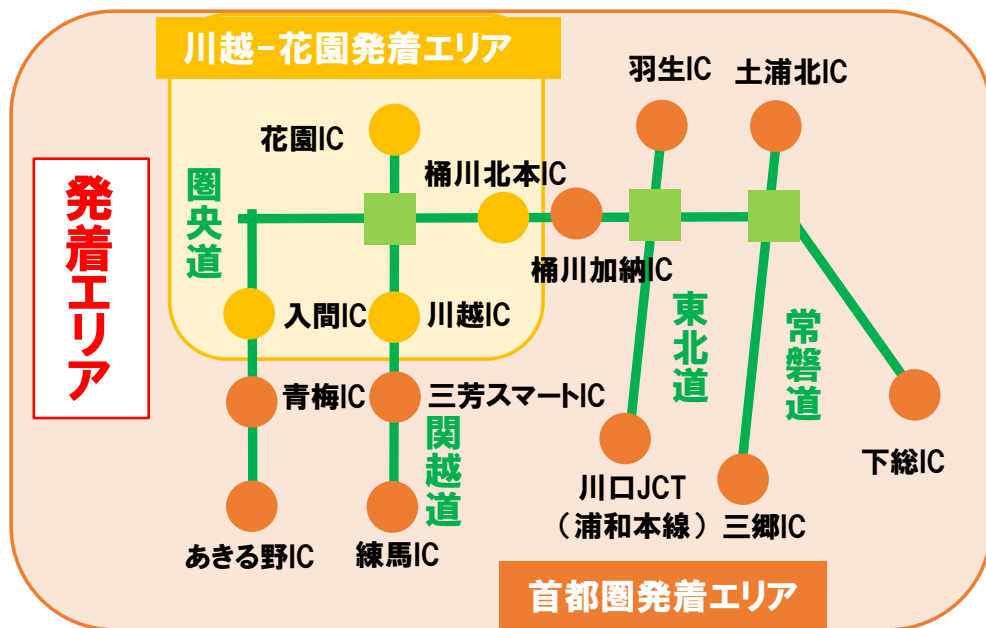 川越-花園発着エリア
羽生IC
土浦北IC
花園IC
桶川北本IC
発着エリア
圏央道
桶川加納IC
入間IC
川越IC
東北道
常磐道
青梅IC
三芳スマートIC
関越道
下総IC
川口JCT
（浦和本線）
三郷IC
あきる野IC
練馬IC
首都圏発着エリア